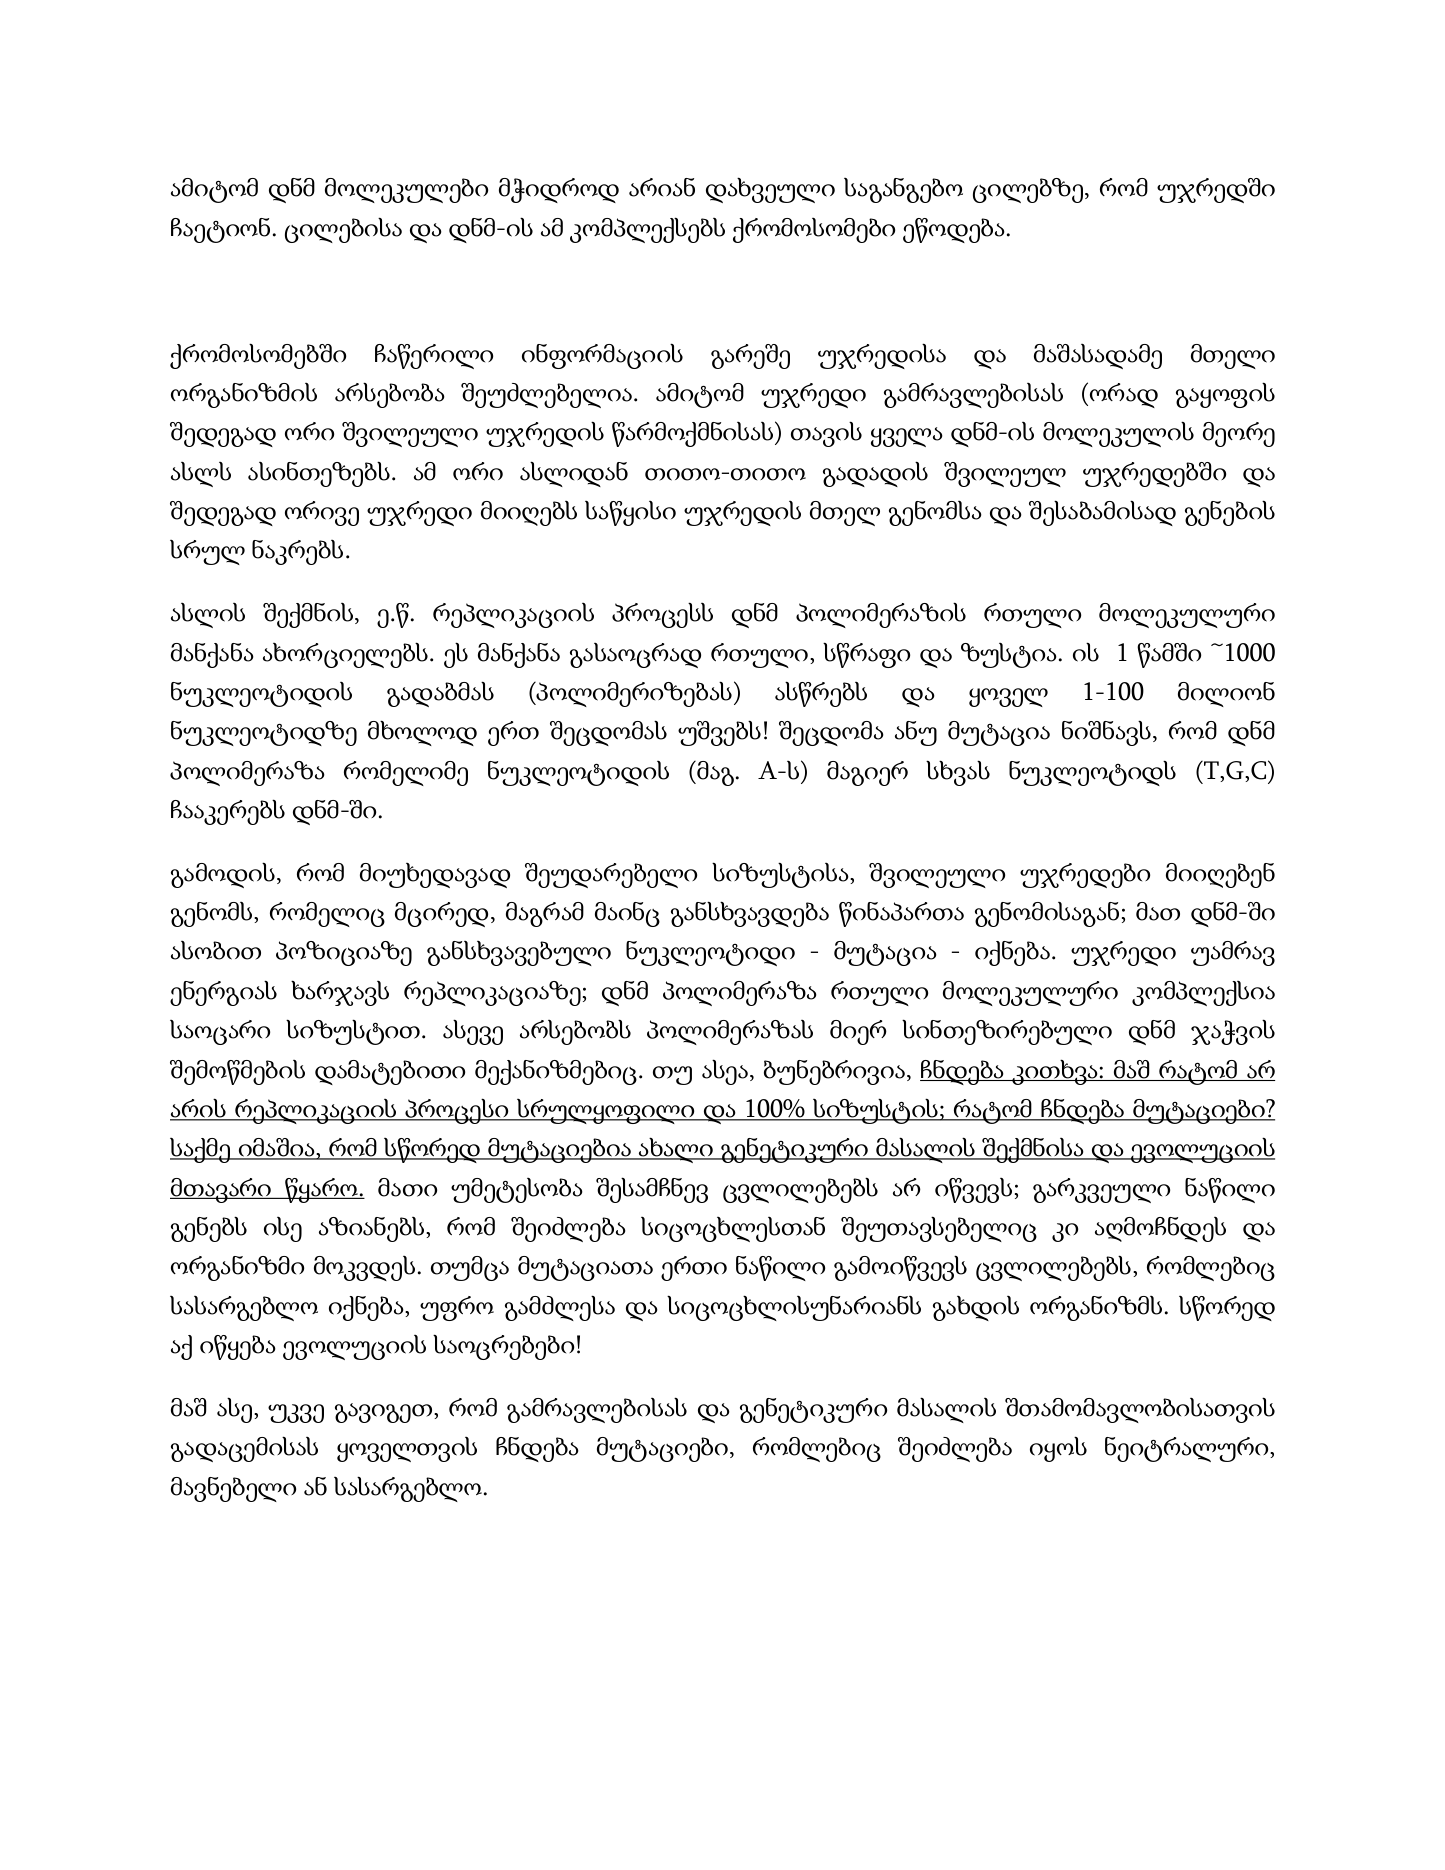 ამიტომ დნმ მოლეკულები მჭიდროდ არიან დახვეული საგანგებო ცილებზე, რომ უჯრედში
ჩაეტიონ. ცილებისა და დნმ-ის ამ კომპლექსებს ქრომოსომები ეწოდება.
ქრომოსომებში ჩაწერილი ინფორმაციის გარეშე უჯრედისა და მაშასადამე მთელი
ორგანიზმის არსებობა შეუძლებელია. ამიტომ უჯრედი გამრავლებისას (ორად გაყოფის
შედეგად ორი შვილეული უჯრედის წარმოქმნისას) თავის ყველა დნმ-ის მოლეკულის მეორე
ასლს ასინთეზებს. ამ ორი ასლიდან თითო-თითო გადადის შვილეულ უჯრედებში და
შედეგად ორივე უჯრედი მიიღებს საწყისი უჯრედის მთელ გენომსა და შესაბამისად გენების
სრულ ნაკრებს.
ასლის შექმნის, ე.წ. რეპლიკაციის პროცესს დნმ პოლიმერაზის რთული მოლეკულური
მანქანა ახორციელებს. ეს მანქანა გასაოცრად რთული, სწრაფი და ზუსტია. ის 1 წამში ~1000
ნუკლეოტიდის გადაბმას (პოლიმერიზებას) ასწრებს და ყოველ 1-100 მილიონ
ნუკლეოტიდზე მხოლოდ ერთ შეცდომას უშვებს! შეცდომა ანუ მუტაცია ნიშნავს, რომ დნმ
პოლიმერაზა რომელიმე ნუკლეოტიდის (მაგ. A-ს) მაგიერ სხვას ნუკლეოტიდს (T,G,C)
ჩააკერებს დნმ-ში.
გამოდის, რომ მიუხედავად შეუდარებელი სიზუსტისა, შვილეული უჯრედები მიიღებენ
გენომს, რომელიც მცირედ, მაგრამ მაინც განსხვავდება წინაპართა გენომისაგან; მათ დნმ-ში
ასობით პოზიციაზე განსხვავებული ნუკლეოტიდი - მუტაცია - იქნება. უჯრედი უამრავ
ენერგიას ხარჯავს რეპლიკაციაზე; დნმ პოლიმერაზა რთული მოლეკულური კომპლექსია
საოცარი სიზუსტით. ასევე არსებობს პოლიმერაზას მიერ სინთეზირებული დნმ ჯაჭვის
შემოწმების დამატებითი მექანიზმებიც. თუ ასეა, ბუნებრივია, ჩნდება კითხვა: მაშ რატომ არ
არის რეპლიკაციის პროცესი სრულყოფილი და 100% სიზუსტის; რატომ ჩნდება მუტაციები?
საქმე იმაშია, რომ სწორედ მუტაციებია ახალი გენეტიკური მასალის შექმნისა და ევოლუციის
მთავარი წყარო. მათი უმეტესობა შესამჩნევ ცვლილებებს არ იწვევს; გარკვეული ნაწილი
გენებს ისე აზიანებს, რომ შეიძლება სიცოცხლესთან შეუთავსებელიც კი აღმოჩნდეს და
ორგანიზმი მოკვდეს. თუმცა მუტაციათა ერთი ნაწილი გამოიწვევს ცვლილებებს, რომლებიც
სასარგებლო იქნება, უფრო გამძლესა და სიცოცხლისუნარიანს გახდის ორგანიზმს. სწორედ
აქ იწყება ევოლუციის საოცრებები!
მაშ ასე, უკვე გავიგეთ, რომ გამრავლებისას და გენეტიკური მასალის შთამომავლობისათვის
გადაცემისას ყოველთვის ჩნდება მუტაციები, რომლებიც შეიძლება იყოს ნეიტრალური,
მავნებელი ან სასარგებლო.